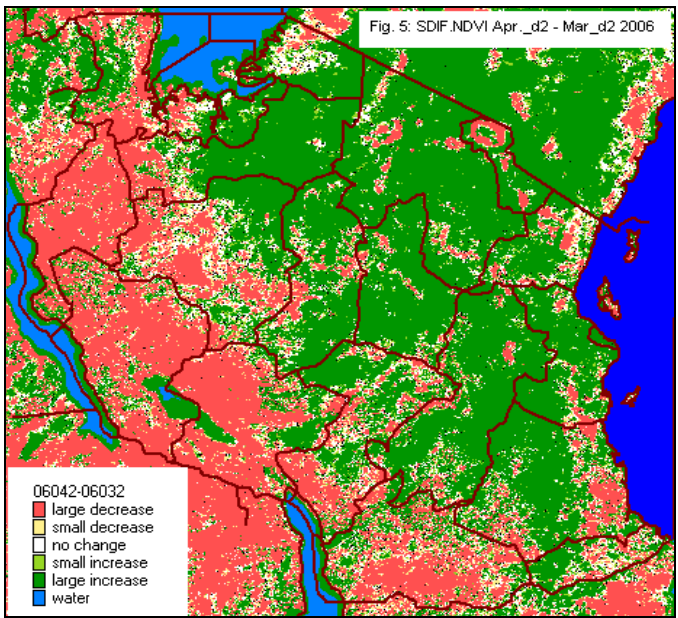 Fig. 5: SDIF.NDVI Apr._d2 - Mar_d2 2006
06042-06032
large decrease
small decrease
no change
small increase
large increase
water